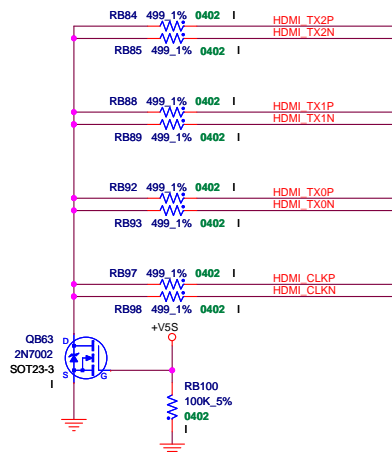 RB84 499_1% 0402 I
HDMI_TX2P
HDMI_TX2N
RB85 499_1% 0402 I
RB88 499_1% 0402 I
HDMI_TX1P
HDMI_TX1N
RB89 499_1% 0402 I
RB92 499_1% 0402 I
HDMI_TX0P
HDMI_TX0N
RB93 499_1% 0402 I
RB97 499_1% 0402 I
HDMI_CLKP
HDMI_CLKN
RB98 499_1% 0402 I
+V5S
QB63
2N7002
SOT23-3
I
D
S
G
RB100
100K_5%
0402
I